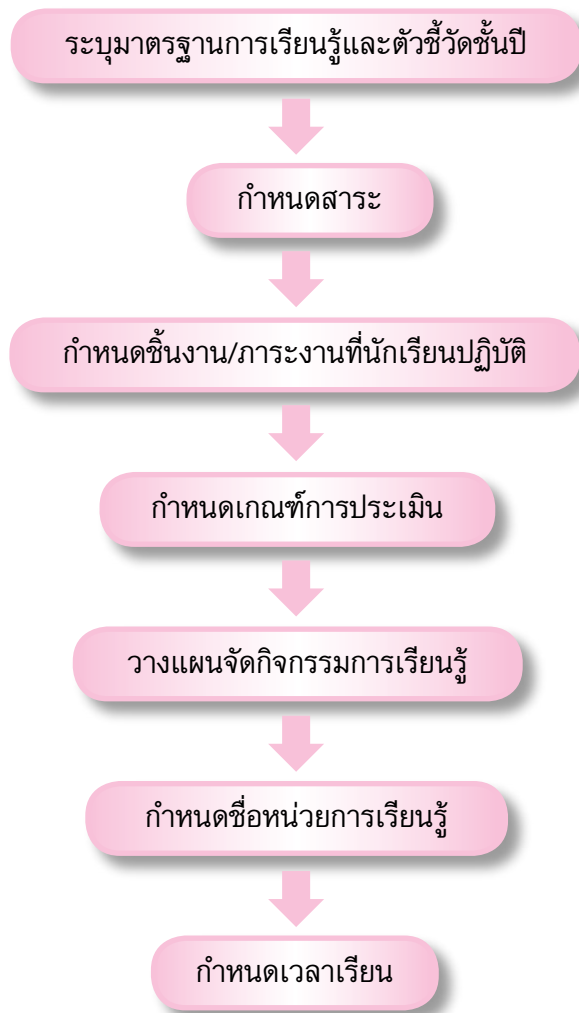 ระบุมาตรฐานการเรียนรู้และตัวชี้วัดชั้นปี
กำหนดสาระ
กำหนดชิ้นงาน/ภาระงานที่นักเรียนปฏิบัติ
กำหนดเกณฑ์การประเมิน
วางแผนจัดกิจกรรมการเรียนรู้
กำหนดชื่อหน่วยการเรียนรู้
กำหนดเวลาเรียน